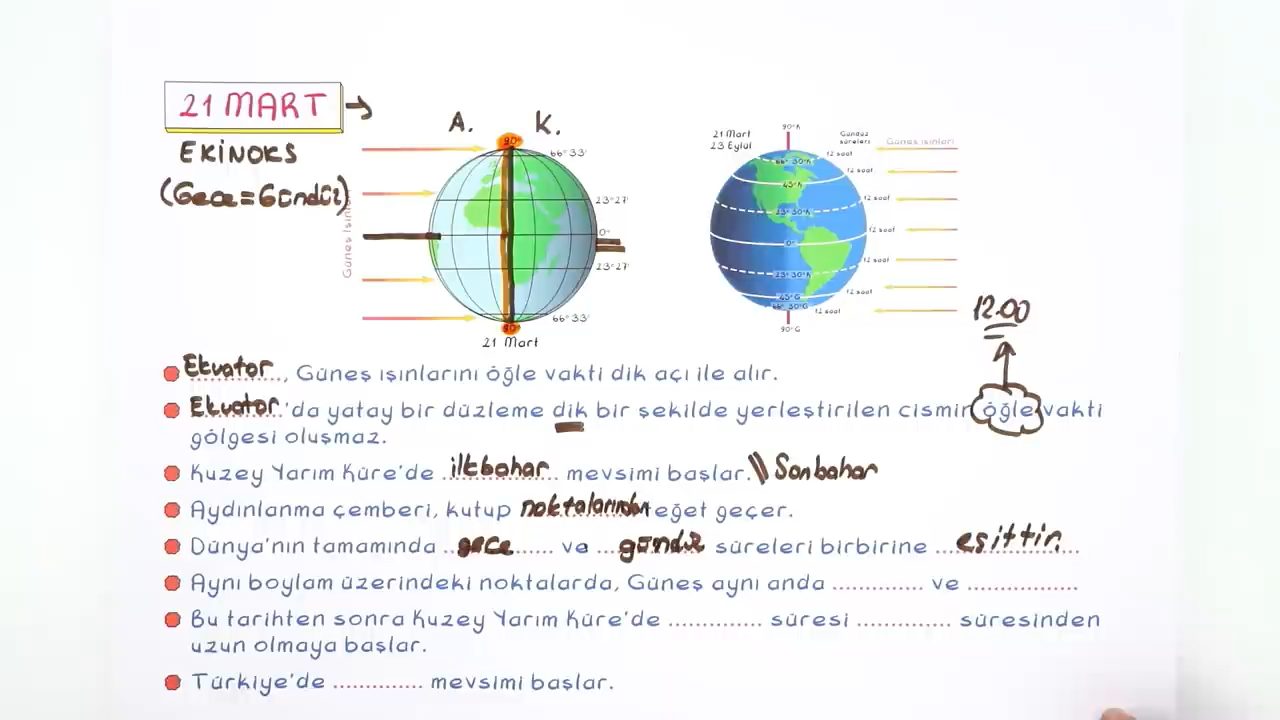 21 MART →
EKİNOKS
(Gece=Gündüz)
A. K.
90°
66°33'
23°27'
0°
23°27'
66°33'
90°
Güneş Işınları
21 Mart
21 Mart
23 Eylül
90°K
Gündüz
süreleri
Güneş ışınları
12 saat
66° 30'K
12 saat
45°K
12 saat
23° 30'K
12 saat
0°
12 saat
23° 30'K
12 saat
45°G
66° 30'G
12 saat
90°G
12.00
Ekvator, Güneş ışınlarını öğle vakti dik açı ile alır.
Ekvator'da yatay bir düzleme dik bir şekilde yerleştirilen cismin öğle vakti
gölgesi oluşmaz.
Kuzey Yarım Küre'de ilkbahar mevsimi başlar. \\ Sonbahar
Aydınlanma çemberi, kutup noktalarından teğet geçer.
Dünya'nın tamamında gece ve gündüz süreleri birbirine eşittir.
Aynı boylam üzerindeki noktalarda, Güneş aynı anda ............. ve ...............
Bu tarihten sonra Kuzey Yarım Küre'de ............. süresi ............. süresinden
uzun olmaya başlar.
Türkiye'de ............. mevsimi başlar.